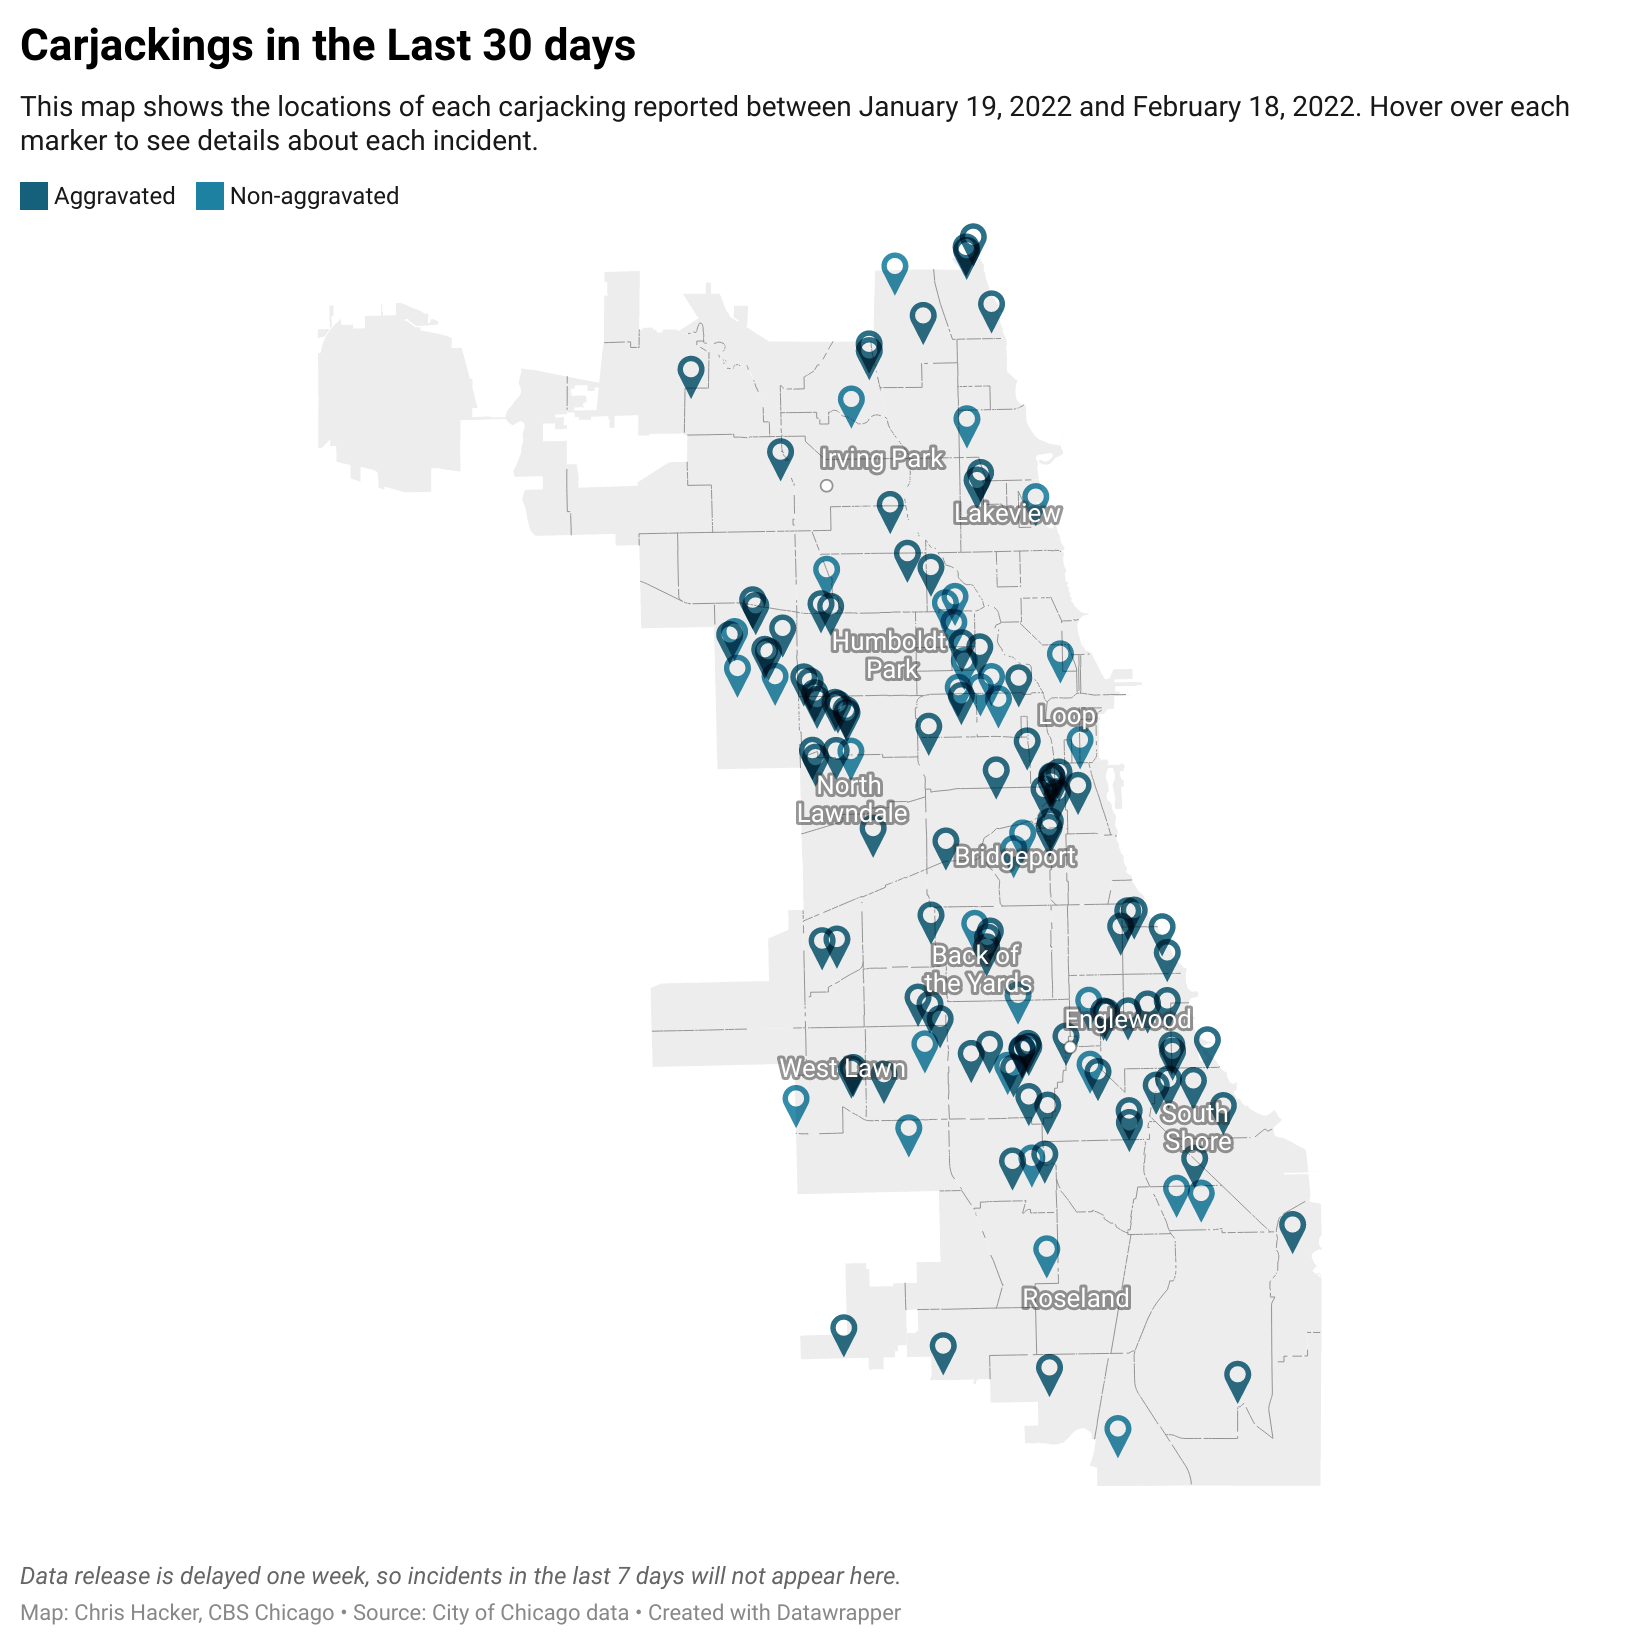 Carjackings in the Last 30 days
This map shows the locations of each carjacking reported between January 19, 2022 and February 18, 2022. Hover over each
marker to see details about each incident.
Aggravated Non-aggravated
Irving Park
Lakeview
Humboldt
Park
Loop
North
Lawndale
Bridgeport
Back of
the Yards
Englewood
West Lawn
South
Shore
Roseland
Data release is delayed one week, so incidents in the last 7 days will not appear here.
Map: Chris Hacker, CBS Chicago • Source: City of Chicago data • Created with Datawrapper